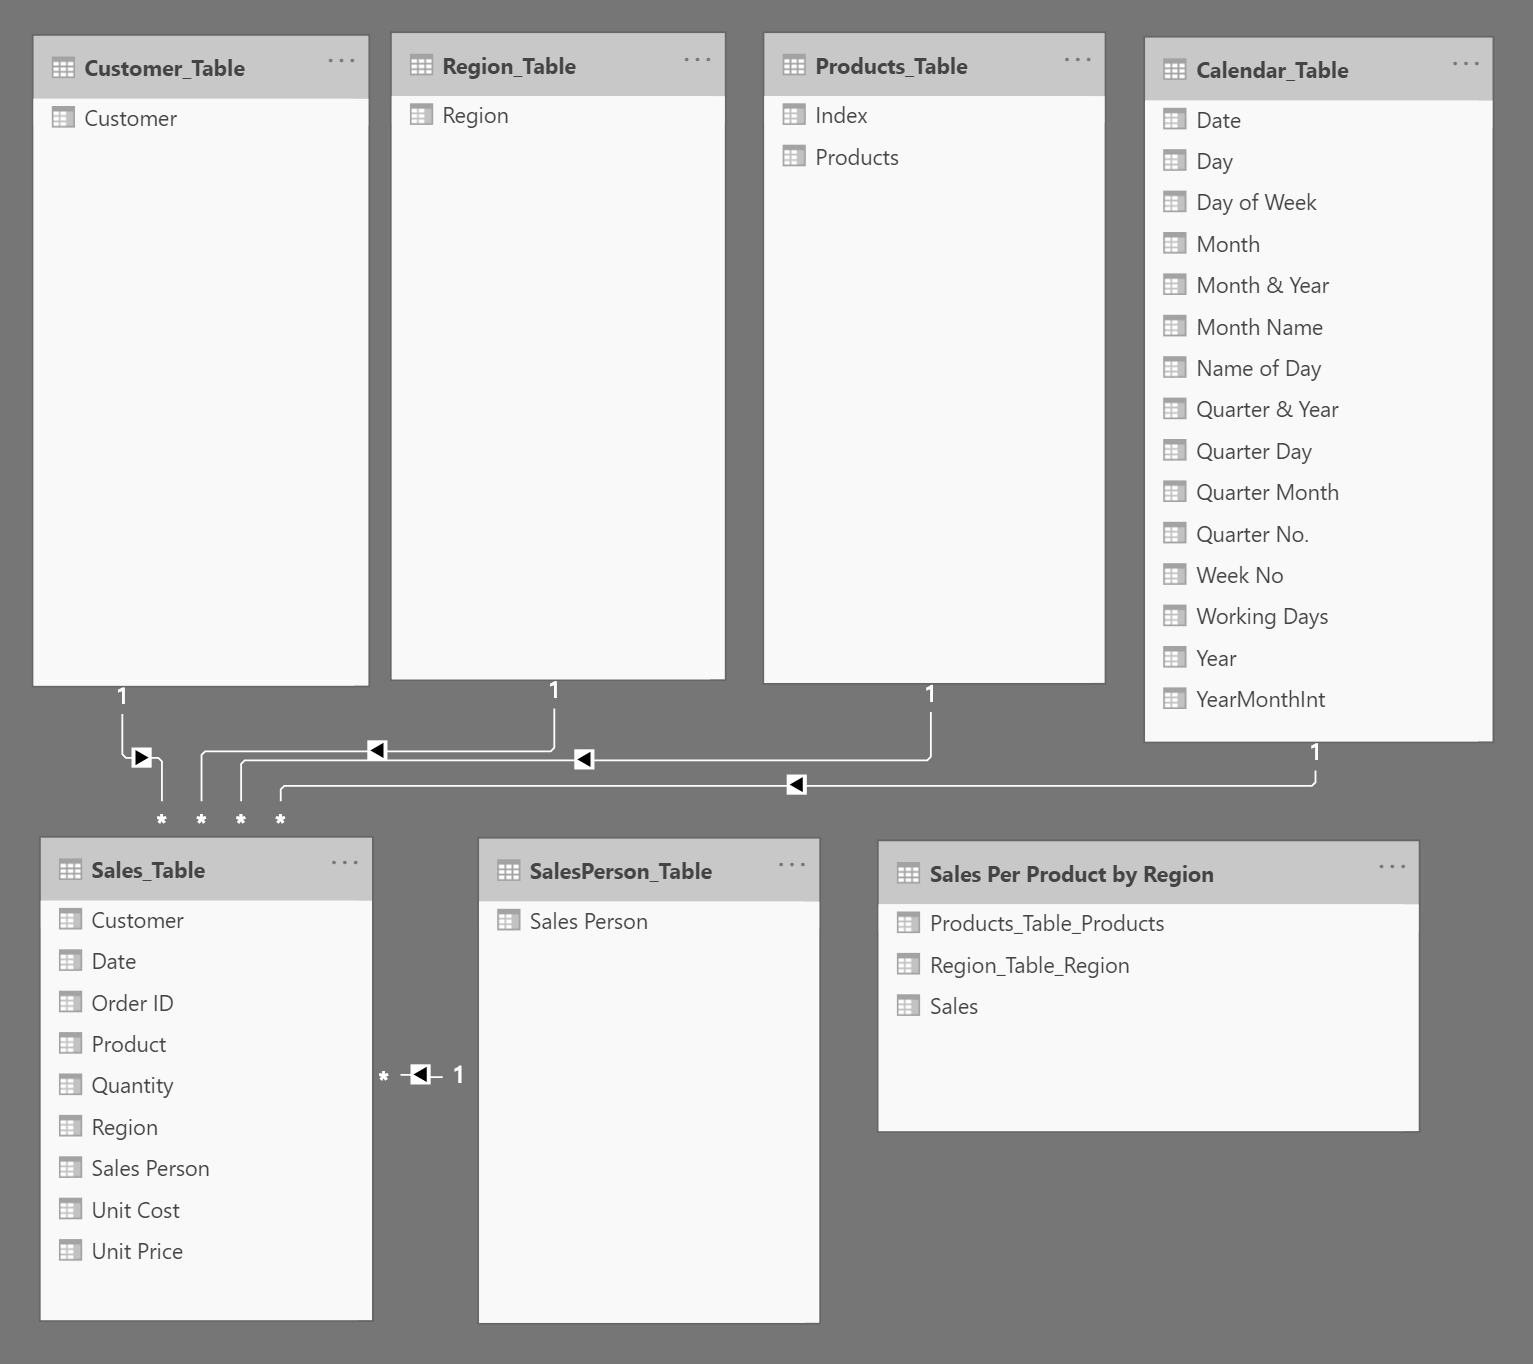 Customer_Table
Customer
Region_Table
Region
Products_Table
Index
Products
Calendar_Table
Date
Day
Day of Week
Month
Month & Year
Month Name
Name of Day
Quarter & Year
Quarter Day
Quarter Month
Quarter No.
Week No
Working Days
Year
YearMonthInt
1
1
1
1
* * * *
Sales_Table
Customer
Date
Order ID
Product
Quantity
Region
Sales Person
Unit Cost
Unit Price
* 1
SalesPerson_Table
Sales Person
Sales Per Product by Region
Products_Table_Products
Region_Table_Region
Sales